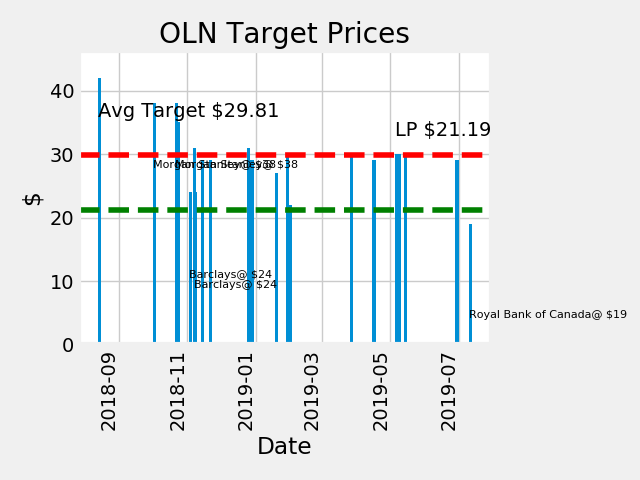 OLN Target Prices
40
Avg Target $29.81
LP $21.19
30
Morgan Stanley@ $38
20
$
Barclays@ $24
Barclays@ $24
10
Royal Bank of Canada@ 19
0
2018-09
2018-11
2019-01
2019-03
2019-05
2019-07
Date